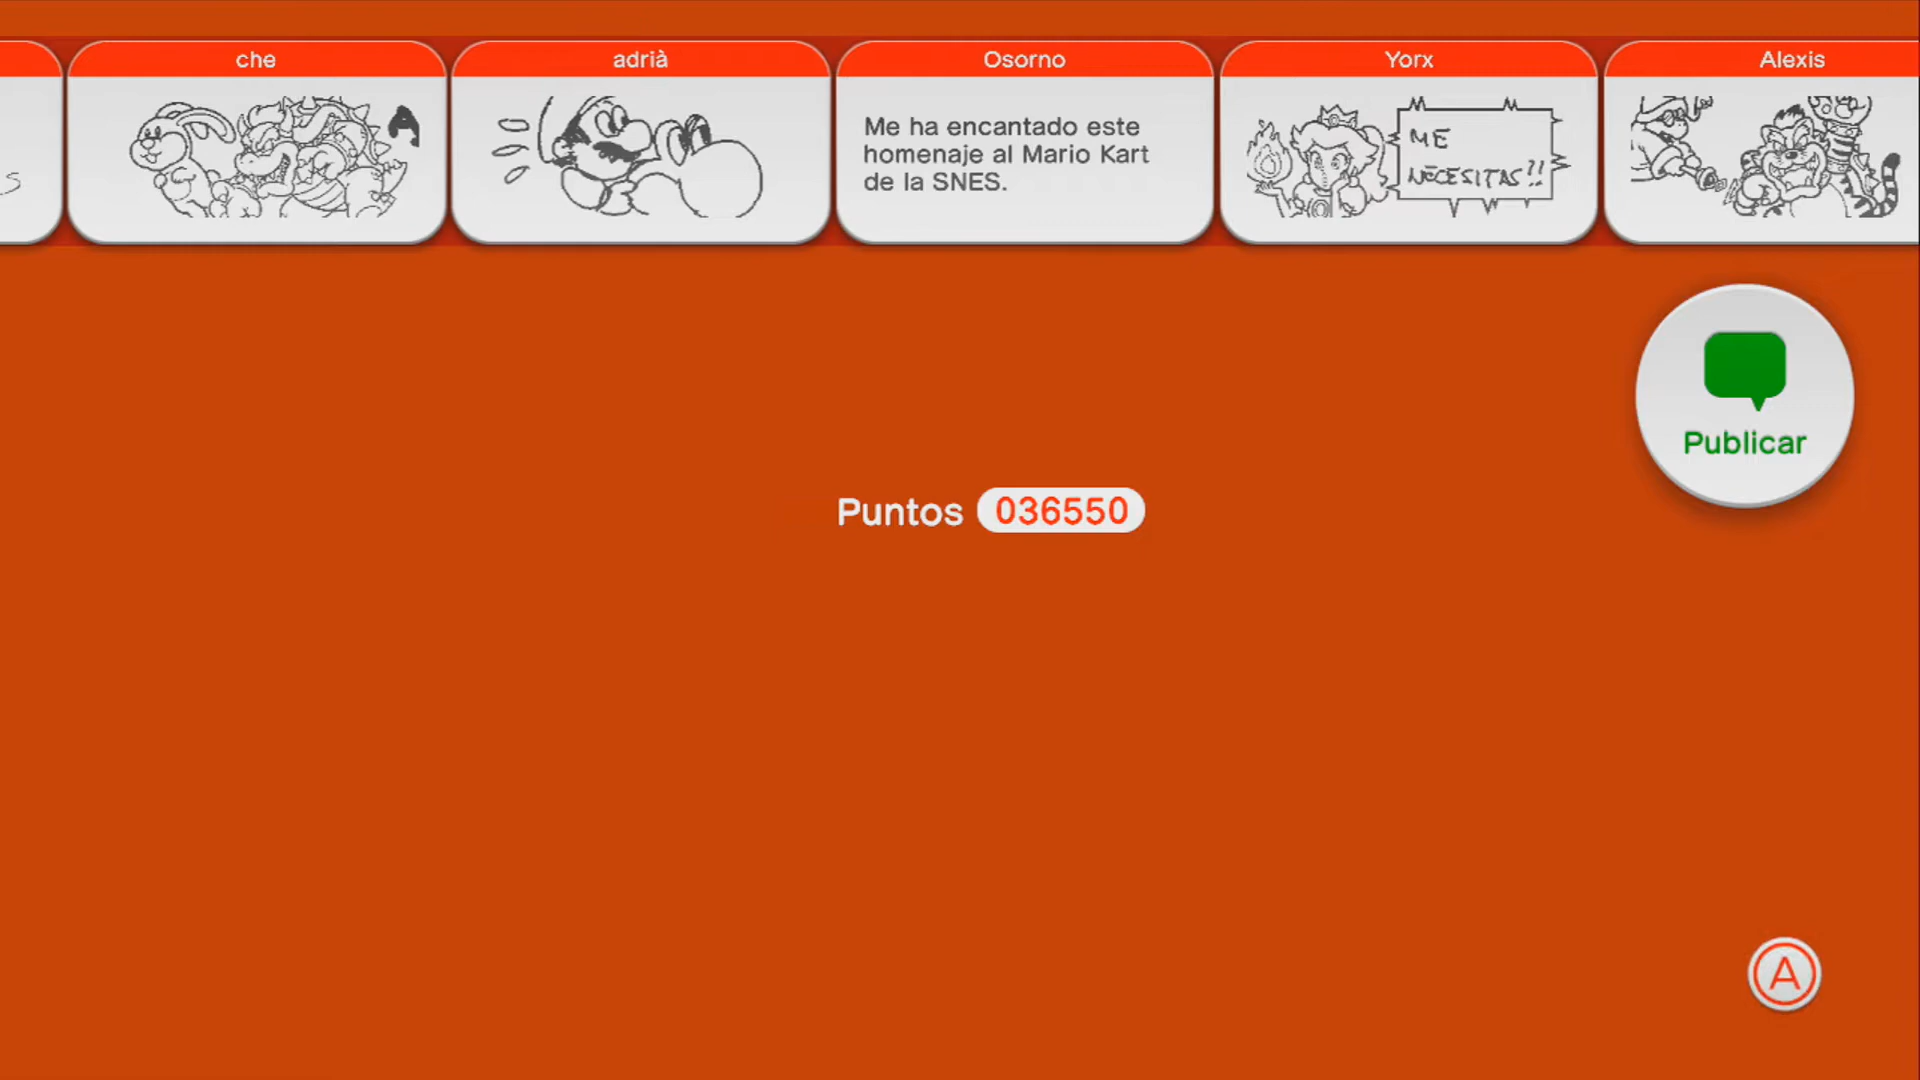 che
adrià
Osorno
Yorx
Alexis
s
A
Me ha encantado este
homenaje al Mario Kart
de la SNES.
ME
NECESITAS!!
Publicar
Puntos 036550
A